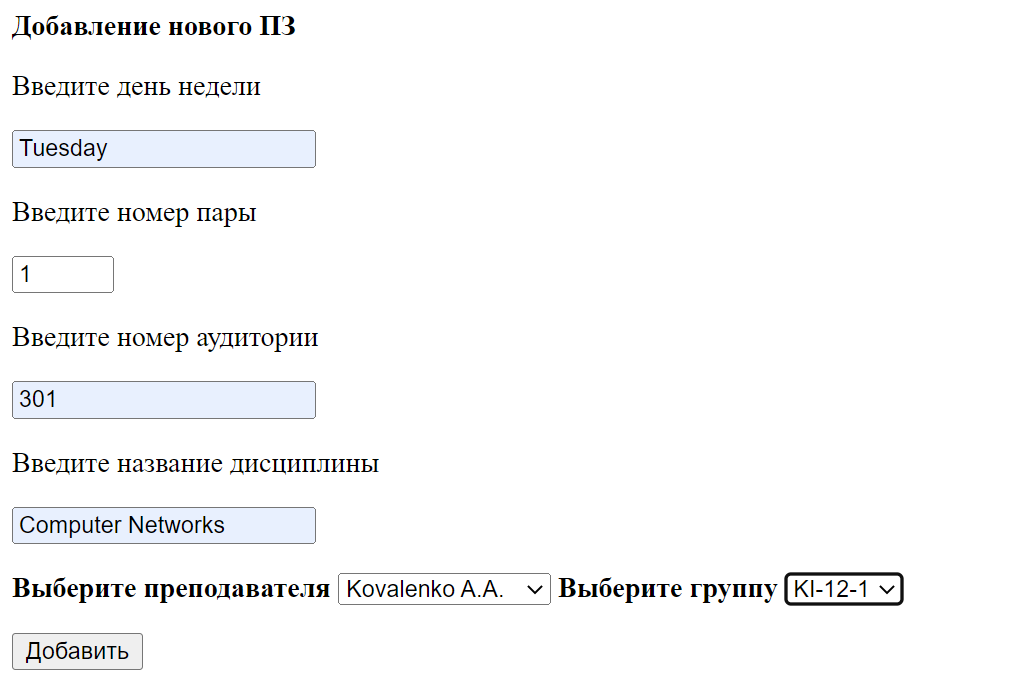 Добавление нового ПЗ
Введите день недели
Tuesday
Введите номер пары
1
Введите номер аудитории
301
Введите название дисциплины
Computer Networks
Выберите преподавателя Kovalenko A.A. Выберите группу KI-12-1
Добавить